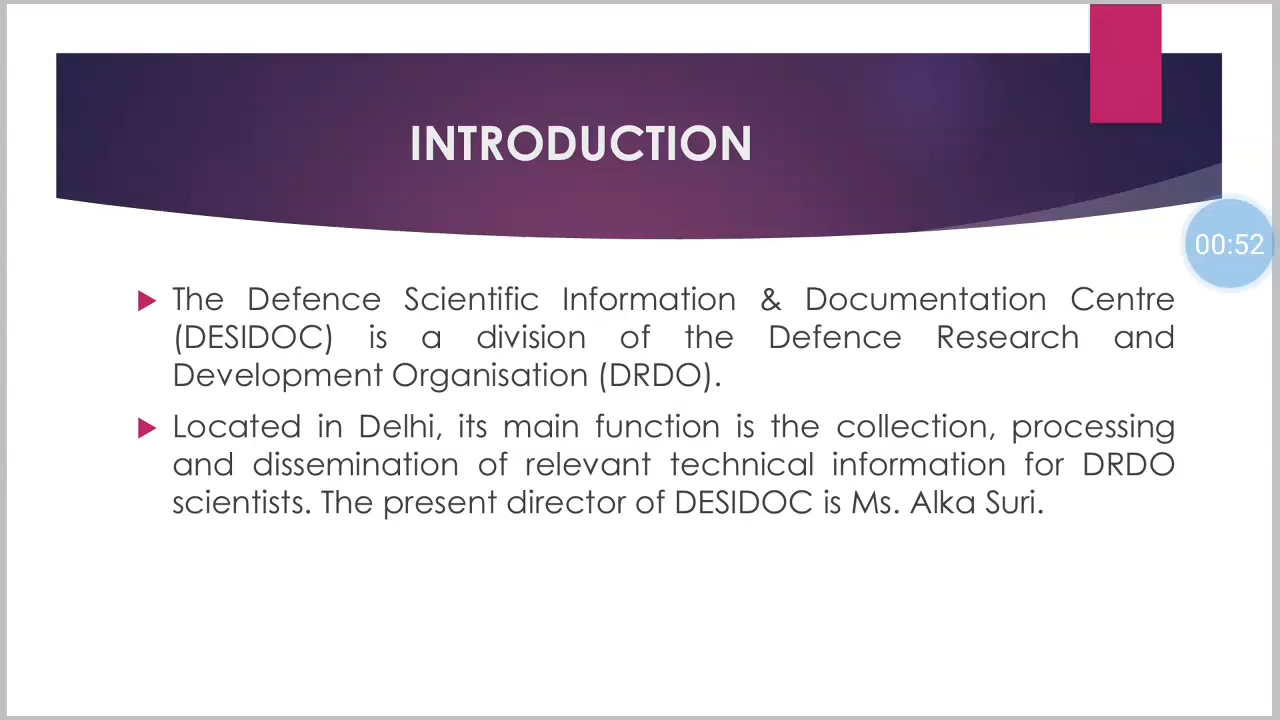 INTRODUCTION
00:52
The Defence Scientific Information & Documentation Centre
(DESIDOC) is a division of the Defence Research and
Development Organisation (DRDO).
Located in Delhi, its main function is the collection, processing
and dissemination of relevant technical information for DRDO
scientists. The present director of DESIDOC is Ms. Alka Suri.